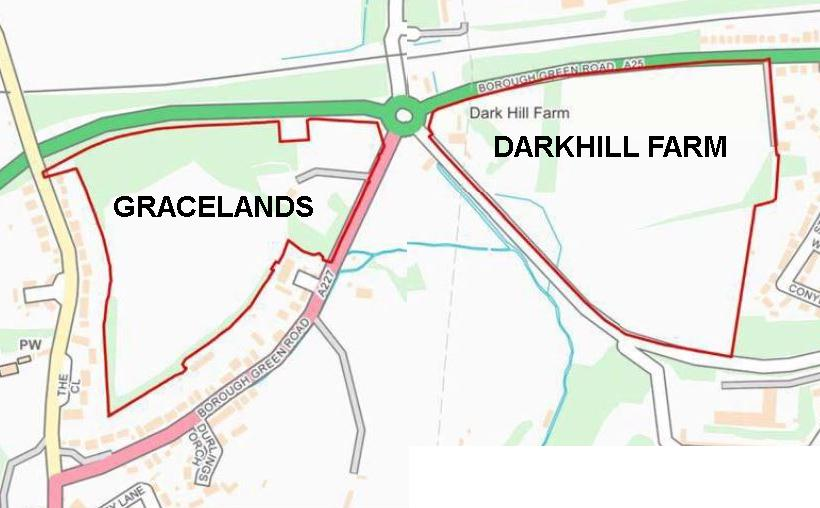 BOROUGH GREEN ROAD A25
Dark Hill Farm
DARKHILL FARM
GRACELANDS
A227
BOROUGH GREEN ROAD
PW
THE
CL
DURLINGS
ORCH
LANE